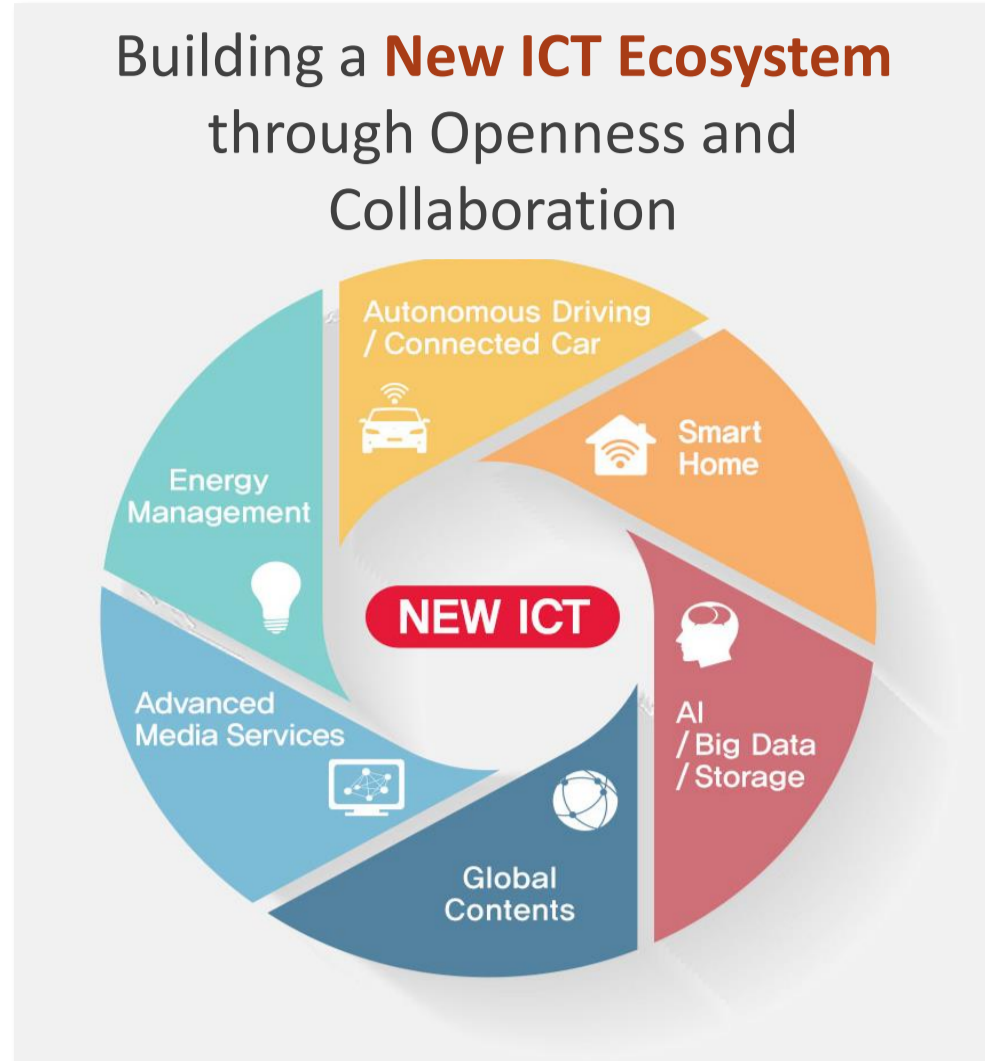 Building a New ICT Ecosystem
through Openness and
Collaboration
Autonomous Driving
/ Connected Car
Smart
Home
Energy
Management
NEW ICT
AI
/Big Data
/Storage
Advanced
Media Services
Global
Contents